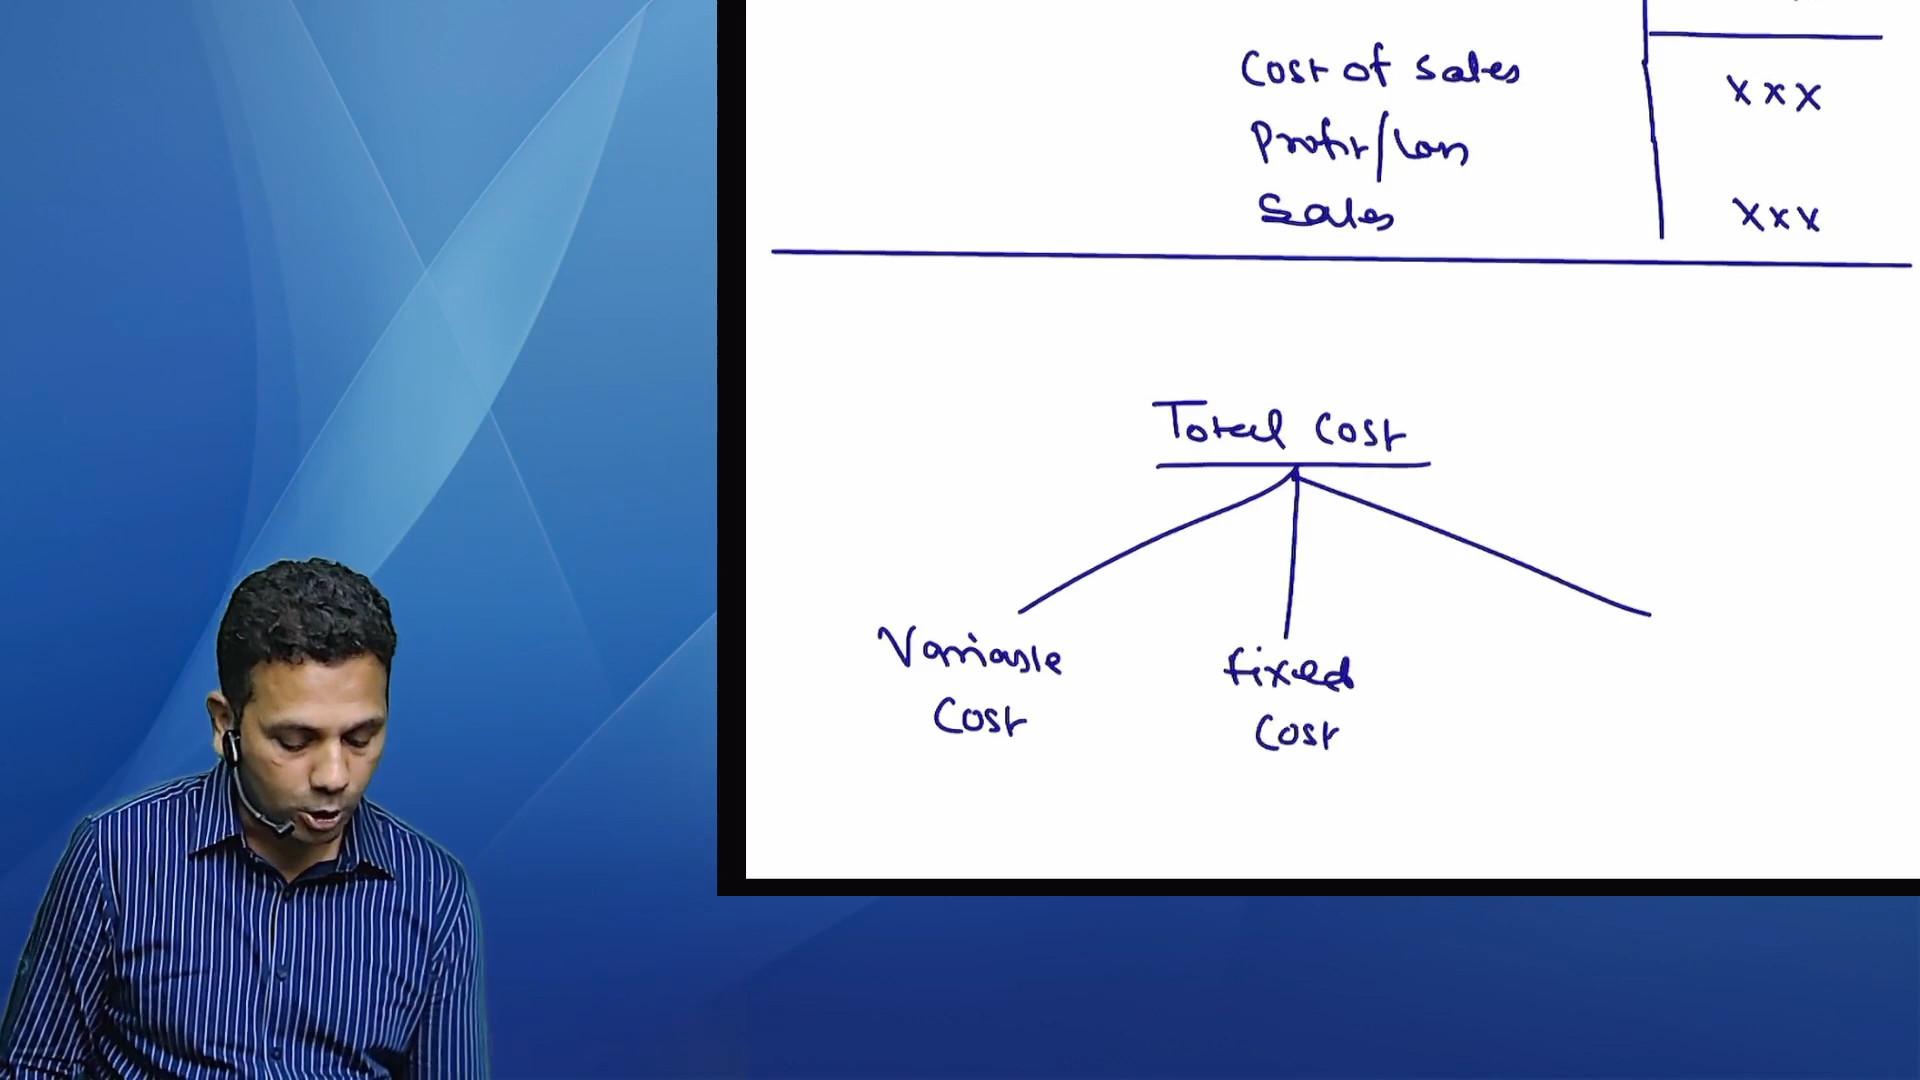 Cost of Sales
xxx
Profit/Loss
Sales
xxx
Total Cost
Variable
Cost
fixed
Cost